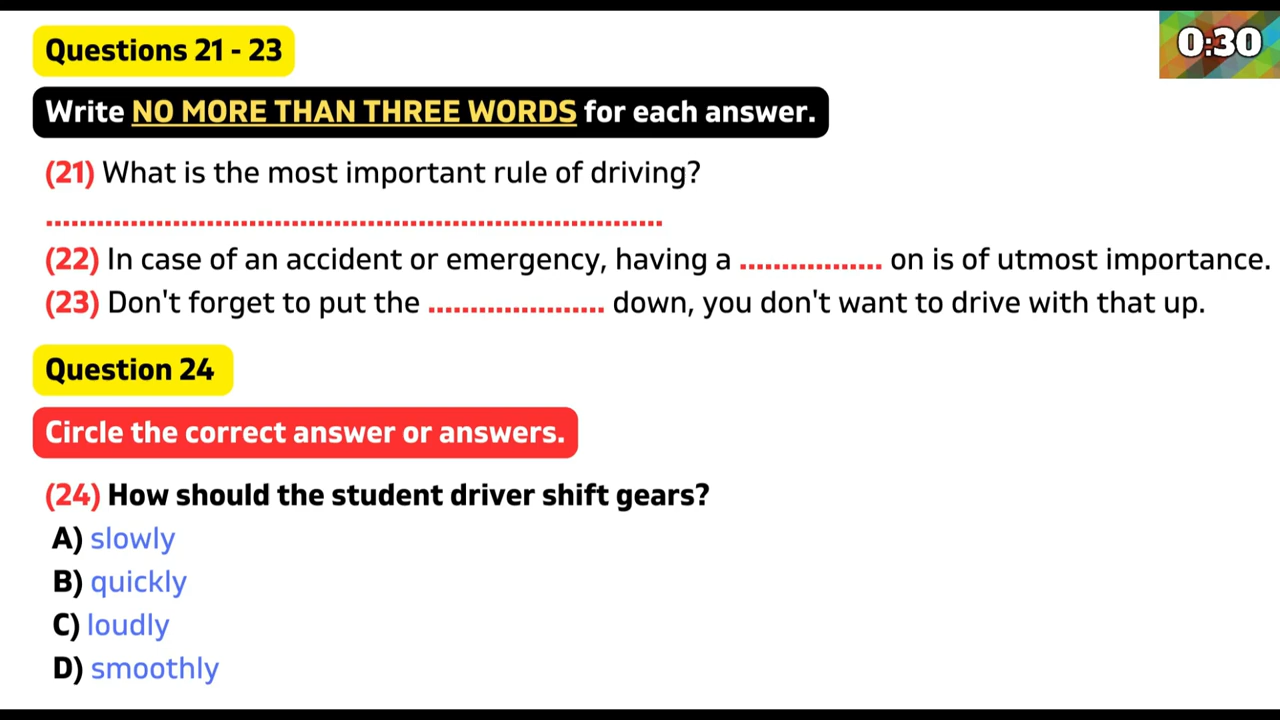 Questions 21 - 23
0:30
Write NO MORE THAN THREE WORDS for each answer.
(21) What is the most important rule of driving?
........................................................................
(22) In case of an accident or emergency, having a ................. on is of utmost importance.
(23) Don't forget to put the ..................... down, you don't want to drive with that up.
Question 24
Circle the correct answer or answers.
(24) How should the student driver shift gears?
A) slowly
B) quickly
C) loudly
D) smoothly